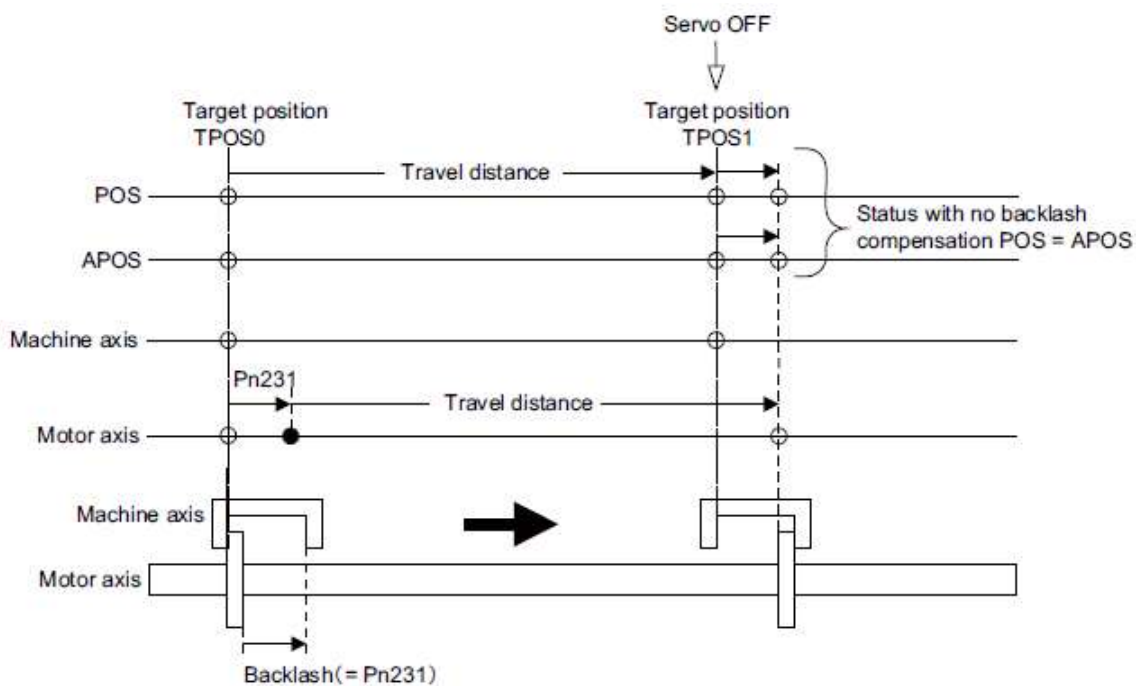 Servo OFF
Target position
TPOS0
Target position
TPOS1
Travel distance
POS
Status with no backlash
compensation POS = APOS
APOS
Machine axis
Pn231
Travel distance
Motor axis
Machine axis
Motor axis
Backlash(= Pn231)